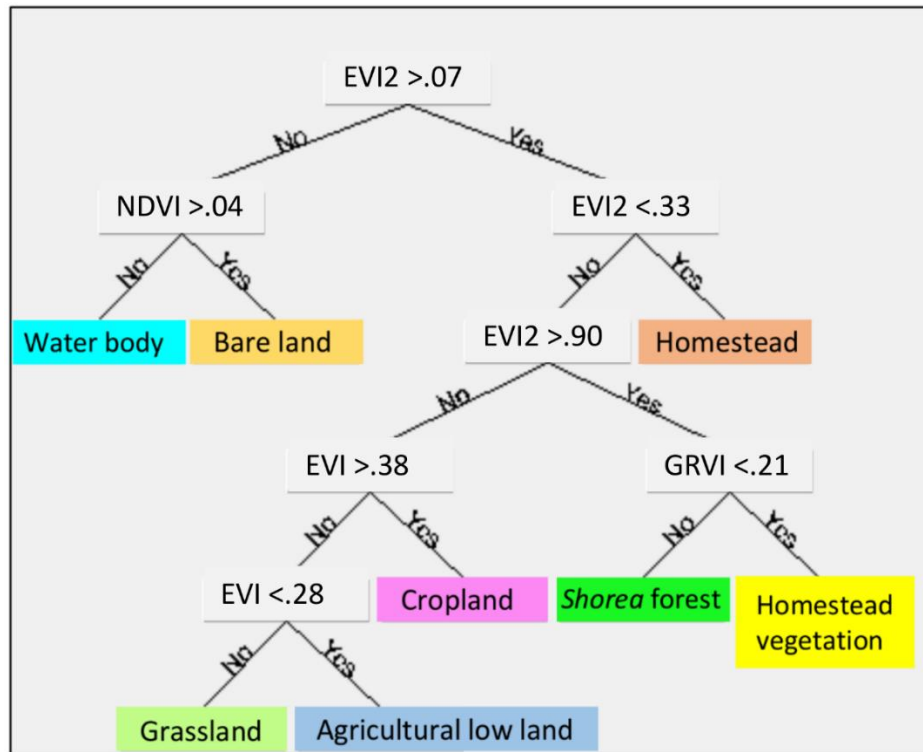 EVI2 >.07
No
Yes
NDVI >.04
EVI2 <.33
No
Yes
No
Yes
Water body
Bare land
EVI2 >.90
Homestead
No
Yes
EVI >.38
GRVI <.21
No
Yes
No
Yes
EVI <.28
Cropland
Shorea forest
Homestead
vegetation
No
Yes
Grassland
Agricultural low land